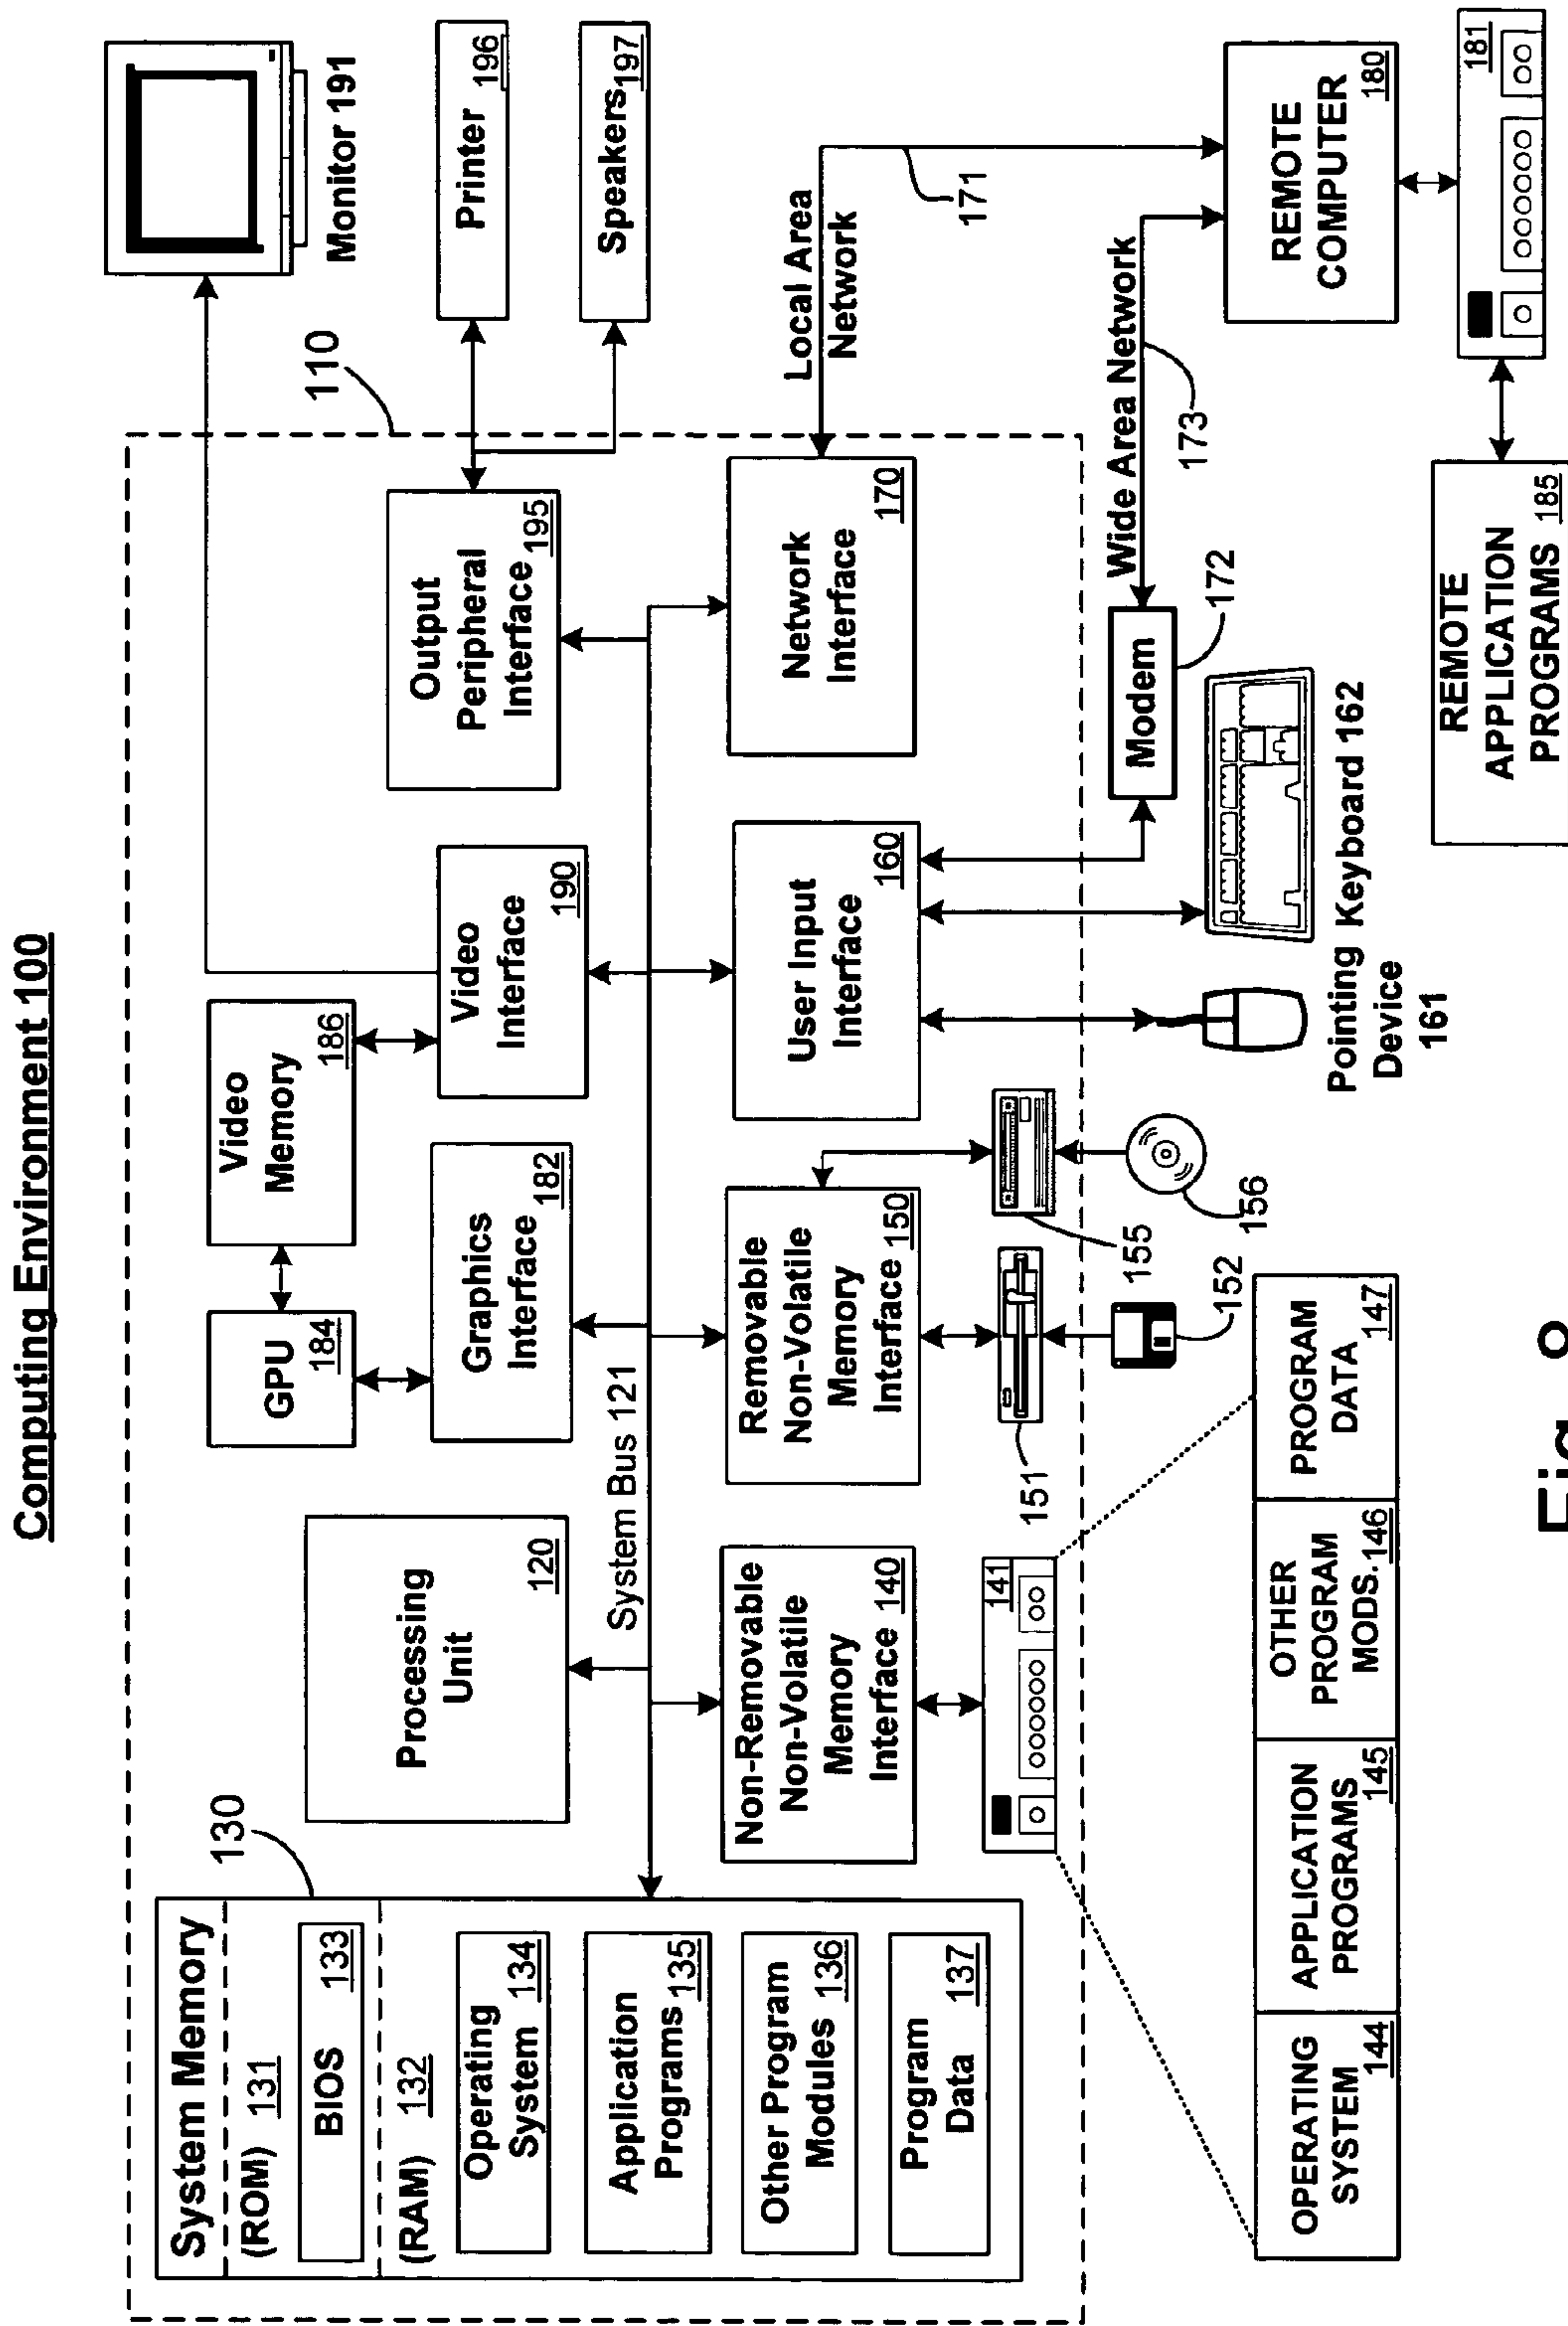 Computing Environment 100
System Memory
(ROM) 131
BIOS 133
(RAM) 132
Operating
System 134
Application
Programs 135
Other Program
Modules 136
Program
Data 137
130
Processing
Unit
120
GPU
184
Video
Memory
186
Graphics
Interface 182
Video
Interface
190
Output
Peripheral
Interface 195
110
Monitor 191
Printer
196
Speakers 197
System Bus 121
Non-Removable
Non-Volatile
Memory
Interface 140
Removable
Non-Volatile
Memory
Interface 150
User Input
Interface
160
Network
Interface
170
Local Area
Network
171
141
151
155
152
156
Modem
172
Wide Area Network
173
Pointing
Device
161
Keyboard 162
REMOTE
COMPUTER
180
181
REMOTE
APPLICATION
PROGRAMS 185
OPERATING
SYSTEM 144
APPLICATION
PROGRAMS 145
OTHER
PROGRAM
MODS. 146
PROGRAM
DATA 147